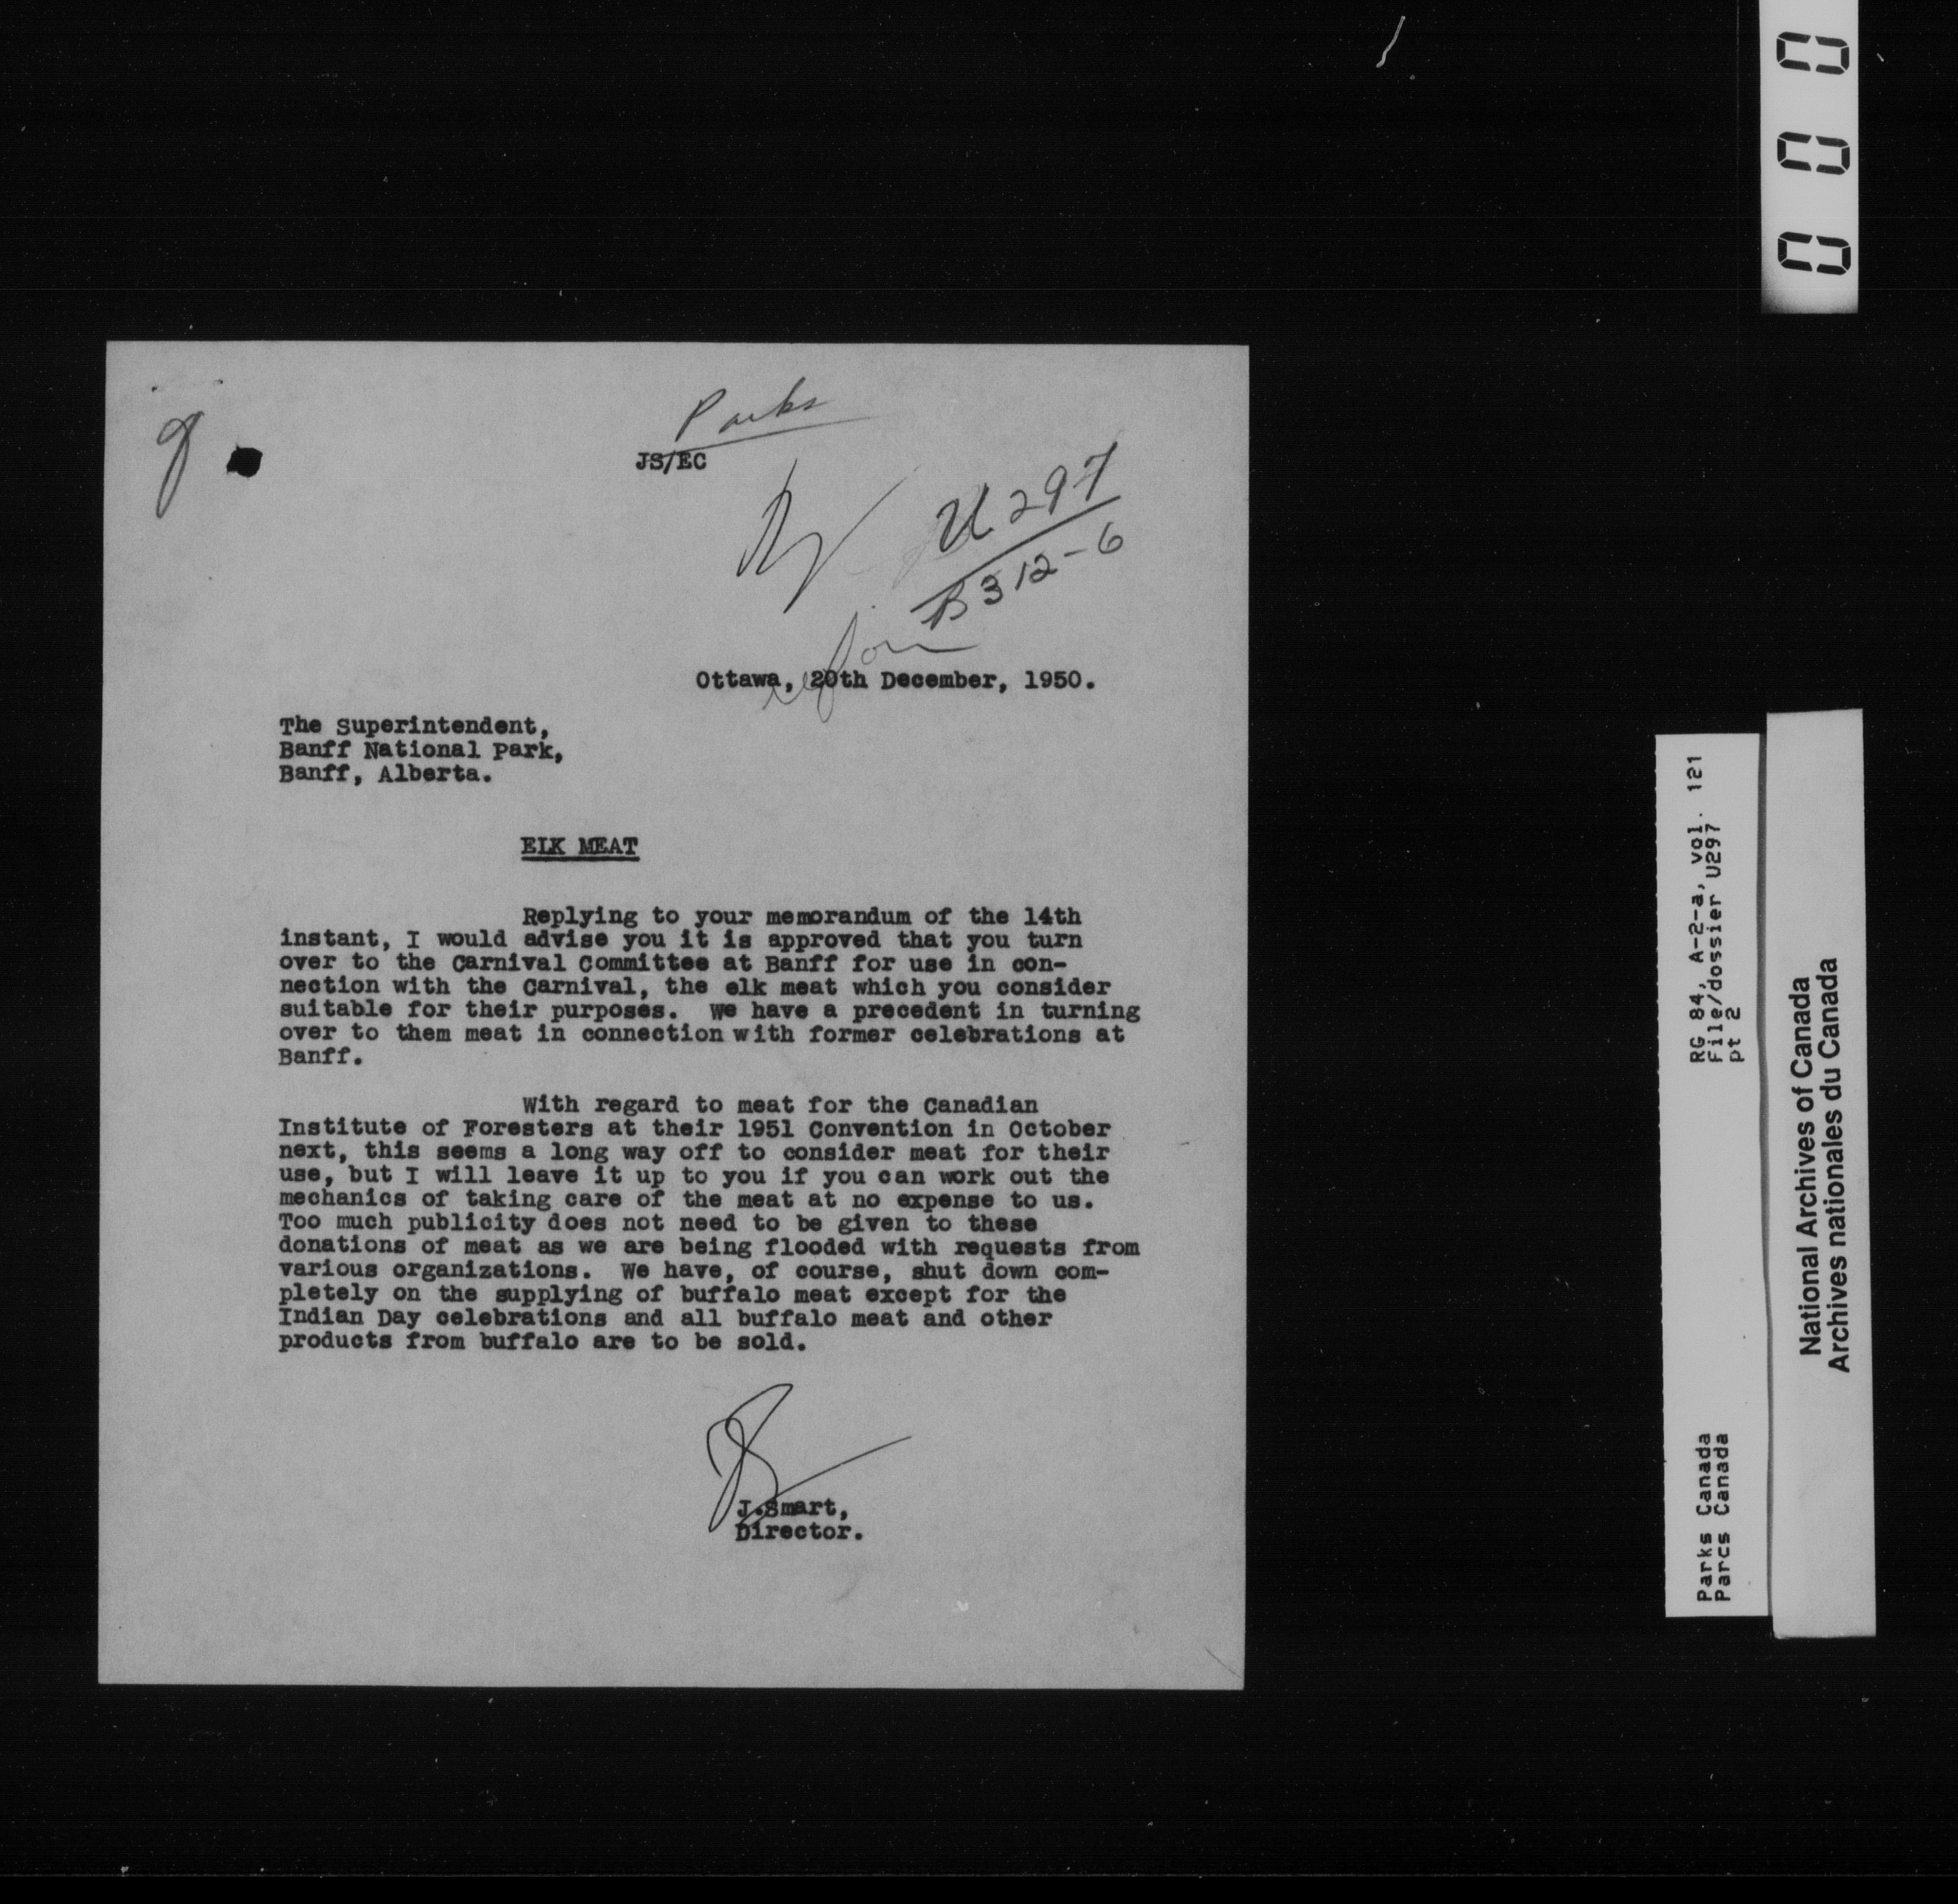 000
Parks
JS/EC
U297
B312-6
Ottawa, 20th December, 1950.
The Superintendent,
Banff National Park,
Banff, Alberta.
ELK MEAT
Replying to your memorandum of the 14th
instant, I would advise you it is approved that you turn
over to the Carnival Committee at Banff for use in con-
nection with the Carnival, the elk meat which you consider
suitable for their purposes. We have a precedent in turning
over to them meat in connection with former celebrations at
Banff.
With regard to meat for the Canadian
Institute of Foresters at their 1951 Convention in October
next, this seems a long way off to consider meat for their
use, but I will leave it up to you if you can work out the
mechanics of taking care of the meat at no expense to us.
Too much publicity does not need to be given to these
donations of meat as we are being flooded with requests from
various organizations. We have, of course, shut down com-
pletely on the supplying of buffalo meat except for the
Indian Day celebrations and all buffalo meat and other
products from buffalo are to be sold.
J.Smart,
Director.
RG 84, A-2-a, vol. 121
File/dossier U297
pt 2
Parks Canada
Parcs Canada
National Archives of Canada
Archives nationales du Canada